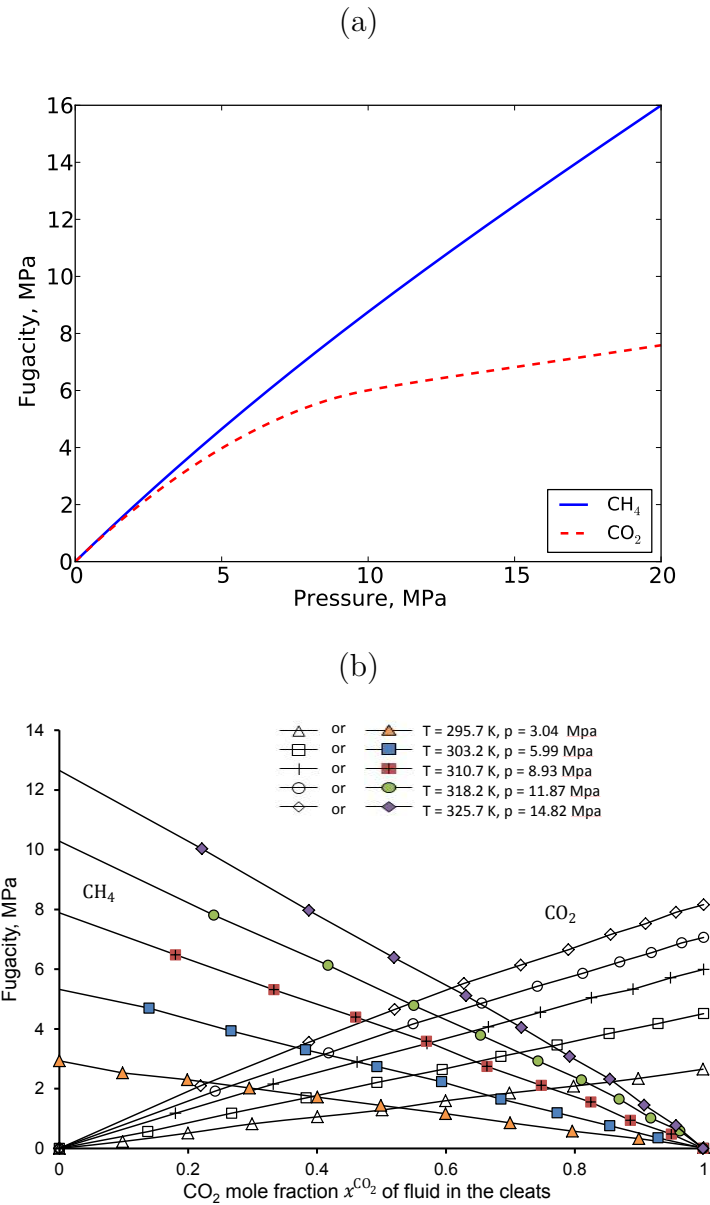 (a)
16
14
12
10
8
6
4
2
0
Fugacity, MPa
0
5
10
15
20
Pressure, MPa
CH4
CO2
(b)
14
12
10
8
6
4
2
0
Fugacity, MPa
or T = 295.7 K, p = 3.04 Mpa
or T = 303.2 K, p = 5.99 Mpa
or T = 310.7 K, p = 8.93 Mpa
or T = 318.2 K, p = 11.87 Mpa
or T = 325.7 K, p = 14.82 Mpa
CH4
CO2
0
0.2
0.4
0.6
0.8
1
CO2 mole fraction xCO2 of fluid in the cleats